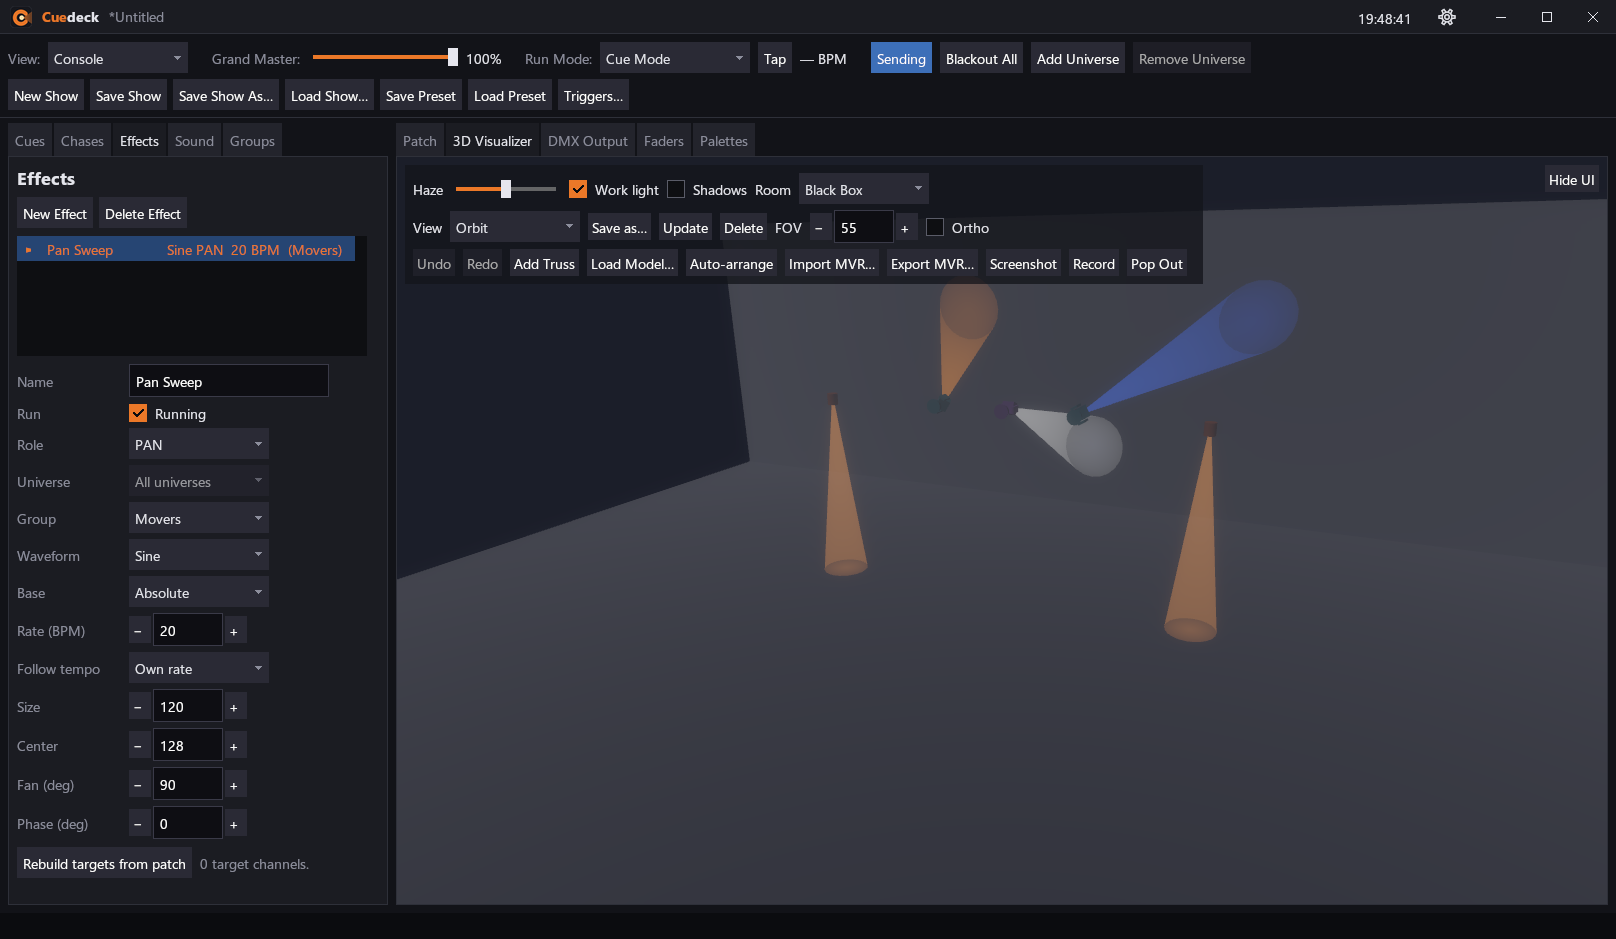 Cuedeck *Untitled 19:48:41
View: Console Grand Master: 100% Run Mode: Cue Mode Tap — BPM Sending Blackout All Add Universe Remove Universe
New Show Save Show Save Show As... Load Show... Save Preset Load Preset Triggers...
Cues Chases Effects Sound Groups
Effects
New Effect Delete Effect
Pan Sweep Sine PAN 20 BPM (Movers)
Name Pan Sweep
Run Running
Role PAN
Universe All universes
Group Movers
Waveform Sine
Base Absolute
Rate (BPM) − 20 +
Follow tempo Own rate
Size − 120 +
Center − 128 +
Fan (deg) − 90 +
Phase (deg) − 0 +
Rebuild targets from patch 0 target channels.
Patch 3D Visualizer DMX Output Faders Palettes
Haze Work light Shadows Room Black Box Hide UI
View Orbit Save as... Update Delete FOV − 55 + Ortho
Undo Redo Add Truss Load Model... Auto-arrange Import MVR... Export MVR... Screenshot Record Pop Out